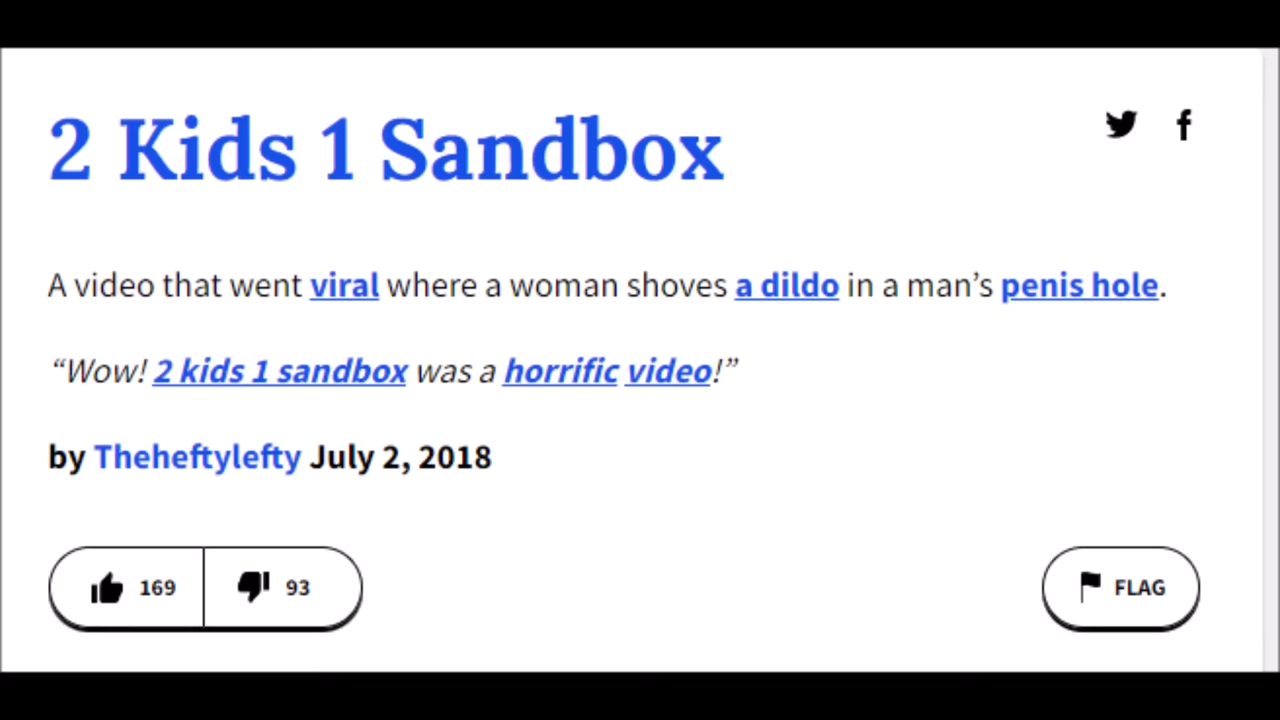 2 Kids 1 Sandbox
A video that went viral where a woman shoves a dildo in a man’s penis hole.
“Wow! 2 kids 1 sandbox was a horrific video!”
by Theheftylefty July 2, 2018
169 93 FLAG